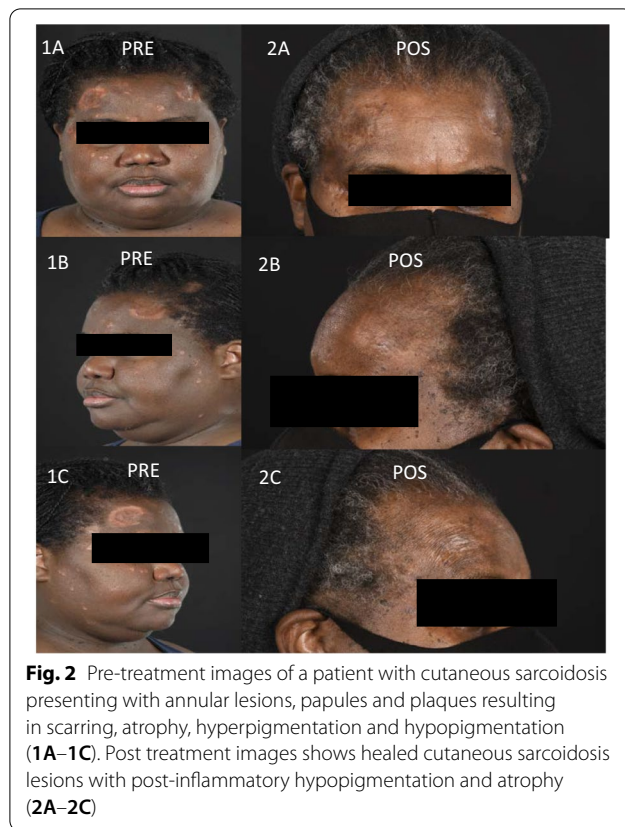 1A PRE 2A POS
1B PRE 2B POS
1C PRE 2C POS
Fig. 2 Pre-treatment images of a patient with cutaneous sarcoidosis
presenting with annular lesions, papules and plaques resulting
in scarring, atrophy, hyperpigmentation and hypopigmentation
(1A–1C). Post treatment images shows healed cutaneous sarcoidosis
lesions with post-inflammatory hypopigmentation and atrophy
(2A–2C)